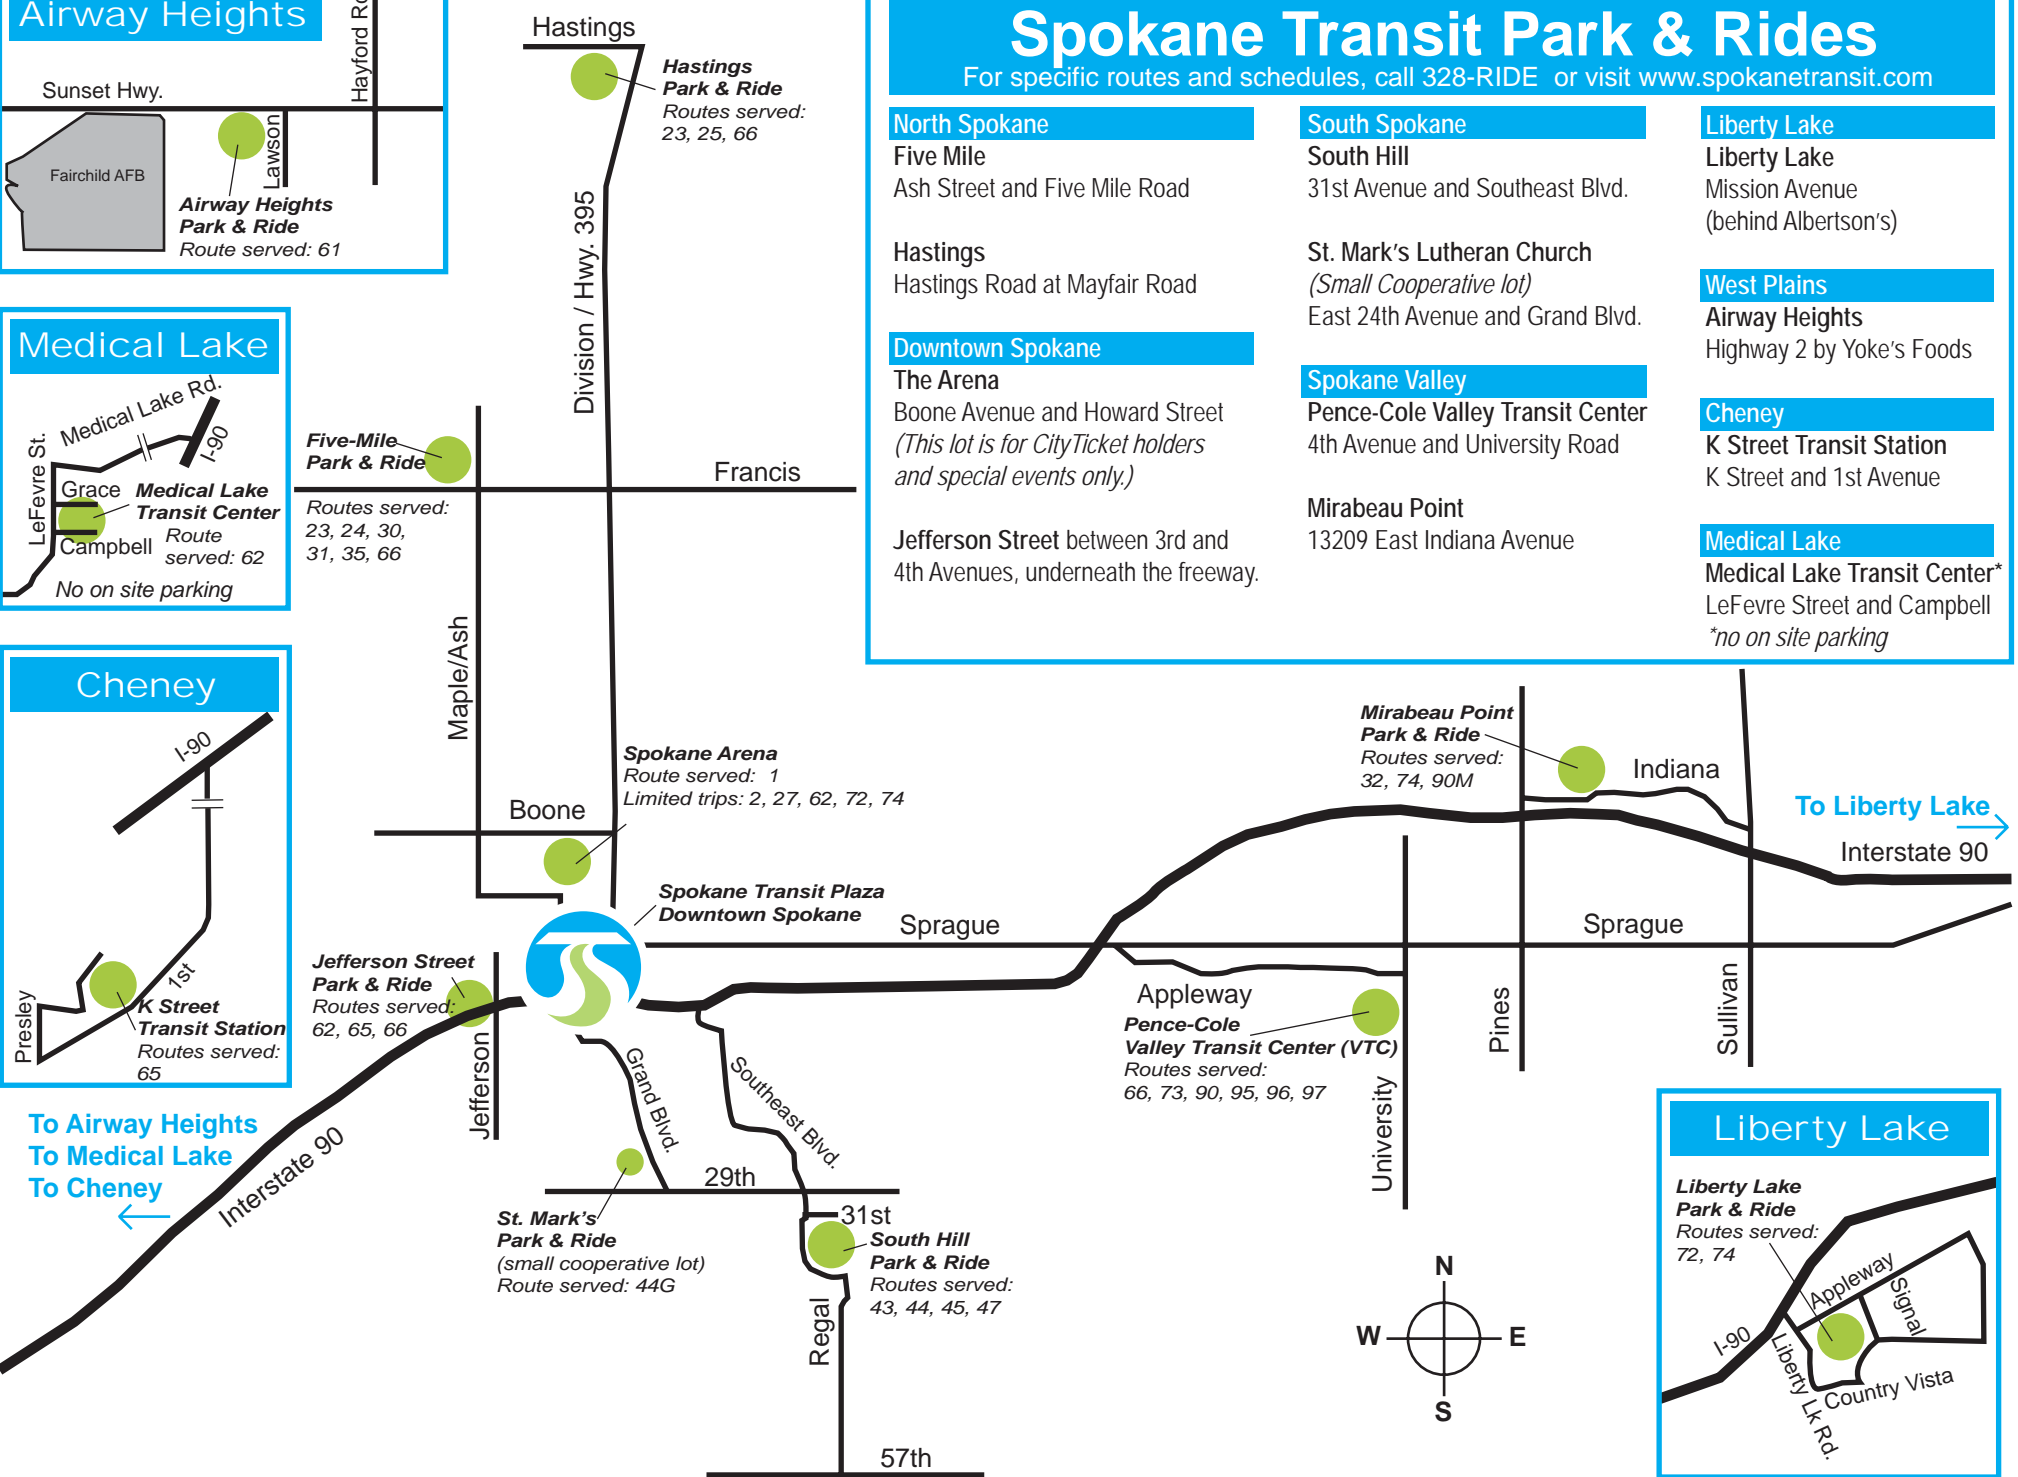 Airway Heights
Hayford Rd
Sunset Hwy.
Fairchild AFB
Lawson
Airway Heights
Park & Ride
Route served: 61
Medical Lake
Medical Lake Rd.
I-90
LeFevre St.
Grace
Campbell
Medical Lake
Transit Center
Route
served: 62
No on site parking
Cheney
I-90
1st
Presley
K Street
Transit Station
Routes served:
65
To Airway Heights
To Medical Lake
To Cheney
Interstate 90
Hastings
Hastings
Park & Ride
Routes served:
23, 25, 66
Division / Hwy. 395
Five-Mile
Park & Ride
Routes served:
23, 24, 30,
31, 35, 66
Francis
Maple/Ash
Spokane Arena
Route served: 1
Limited trips: 2, 27, 62, 72, 74
Boone
Spokane Transit Plaza
Downtown Spokane
Sprague
Jefferson Street
Park & Ride
Routes served:
62, 65, 66
Jefferson
Grand Blvd.
Southeast Blvd.
29th
31st
St. Mark's
Park & Ride
(small cooperative lot)
Route served: 44G
South Hill
Park & Ride
Routes served:
43, 44, 45, 47
Regal
57th
Spokane Transit Park & Rides
For specific routes and schedules, call 328-RIDE or visit www.spokanetransit.com
North Spokane
Five Mile
Ash Street and Five Mile Road
Hastings
Hastings Road at Mayfair Road
Downtown Spokane
The Arena
Boone Avenue and Howard Street
(This lot is for CityTicket holders
and special events only.)
Jefferson Street between 3rd and
4th Avenues, underneath the freeway.
South Spokane
South Hill
31st Avenue and Southeast Blvd.
St. Mark's Lutheran Church
(Small Cooperative lot)
East 24th Avenue and Grand Blvd.
Spokane Valley
Pence-Cole Valley Transit Center
4th Avenue and University Road
Mirabeau Point
13209 East Indiana Avenue
Liberty Lake
Liberty Lake
Mission Avenue
(behind Albertson's)
West Plains
Airway Heights
Highway 2 by Yoke's Foods
Cheney
K Street Transit Station
K Street and 1st Avenue
Medical Lake
Medical Lake Transit Center*
LeFevre Street and Campbell
*no on site parking
Mirabeau Point
Park & Ride
Routes served:
32, 74, 90M
Indiana
To Liberty Lake
Interstate 90
Sprague
Appleway
Pence-Cole
Valley Transit Center (VTC)
Routes served:
66, 73, 90, 95, 96, 97
University
Pines
Sullivan
N
W
E
S
Liberty Lake
Liberty Lake
Park & Ride
Routes served:
72, 74
Appleway
Signal
I-90
Liberty Lk Rd.
Country Vista